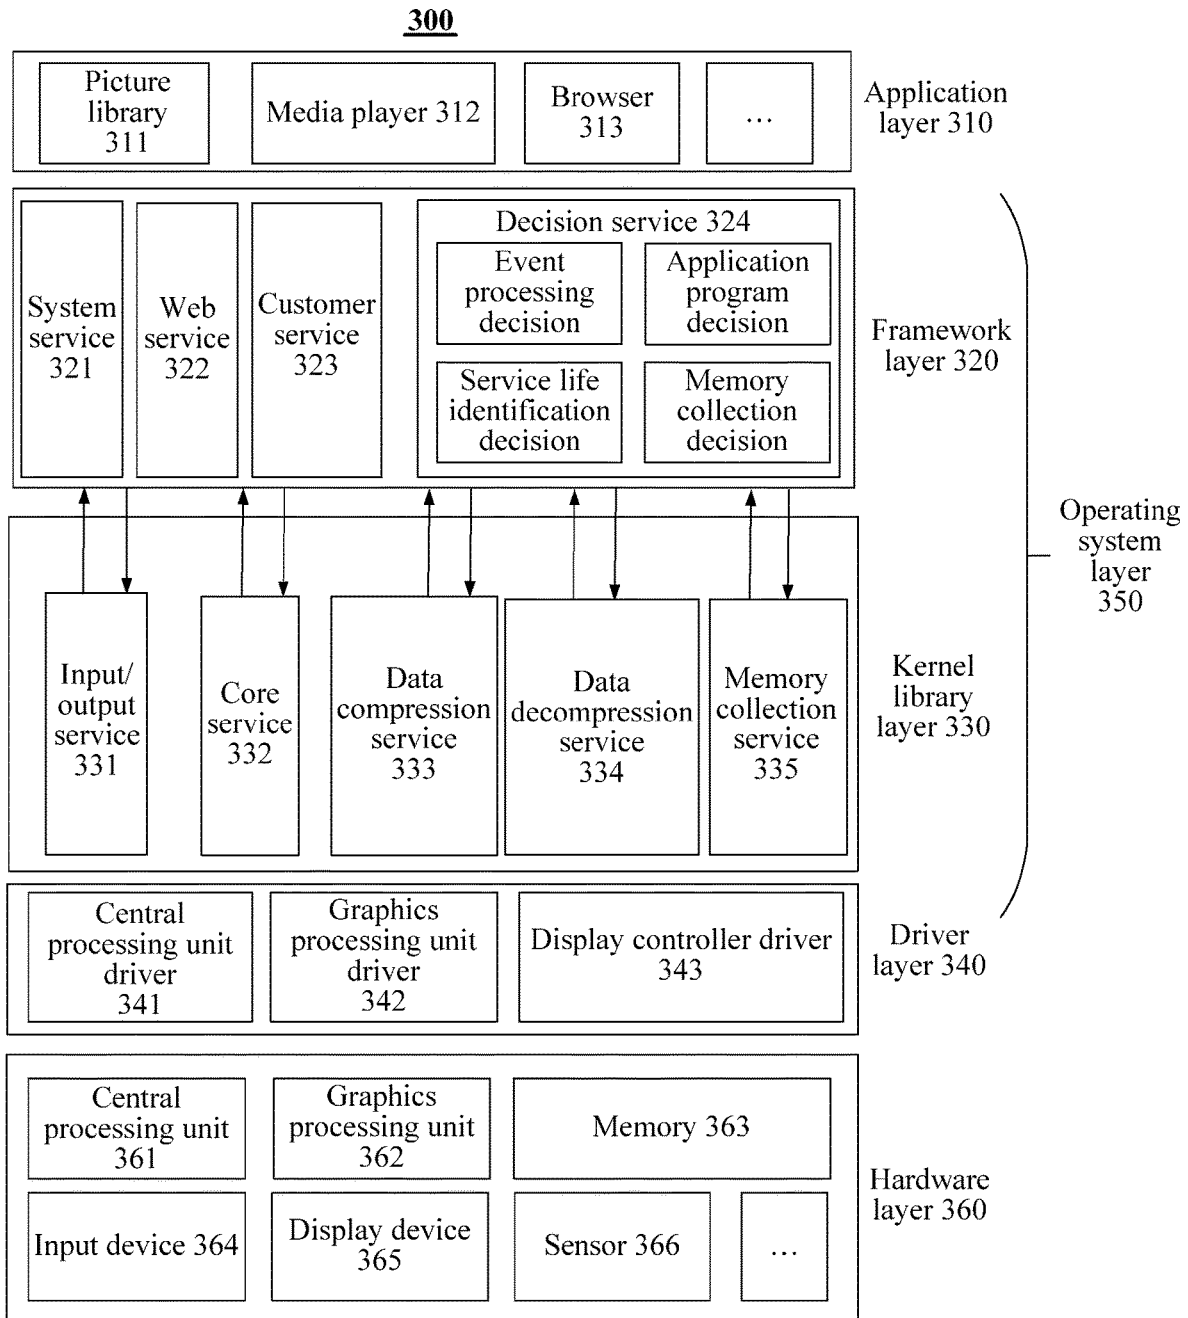 300
Picture
library
311
Media player 312
Browser
313
...
Application
layer 310
System
service
321
Web
service
322
Customer
service
323
Decision service 324
Event
processing
decision
Application
program
decision
Service life
identification
decision
Memory
collection
decision
Framework
layer 320
Operating
system
layer
350
Input/
output
service
331
Core
service
332
Data
compression
service
333
Data
decompression
service
334
Memory
collection
service
335
Kernel
library
layer 330
Central
processing unit
driver
341
Graphics
processing unit
driver
342
Display controller driver
343
Driver
layer 340
Central
processing unit
361
Graphics
processing unit
362
Memory 363
Input device 364
Display device
365
Sensor 366
...
Hardware
layer 360